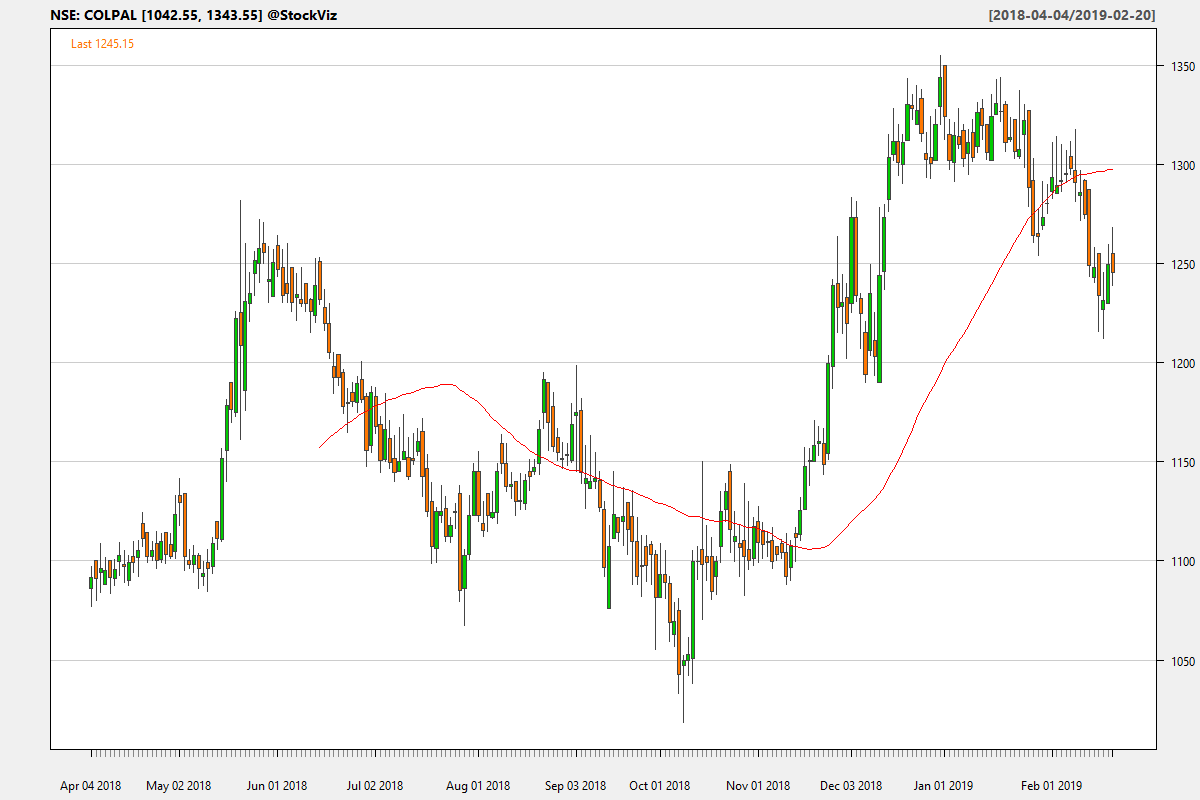 NSE: COLPAL [1042.55, 1343.55] @StockViz [2018-04-04/2019-02-20]
Last 1245.15
1350
1300
1250
1200
1150
1100
1050
Apr 04 2018 May 02 2018 Jun 01 2018 Jul 02 2018 Aug 01 2018 Sep 03 2018 Oct 01 2018 Nov 01 2018 Dec 03 2018 Jan 01 2019 Feb 01 2019